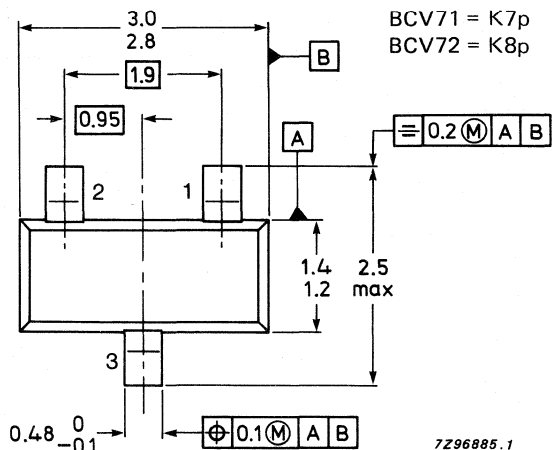 3.0
2.8
BCV71 = K7p
BCV72 = K8p
B
1.9
0.95
A
⌯ 0.2 Ⓜ A B
2
1
1.4
1.2
2.5
max
3
0.48 0
-0.1
⌖ 0.1 Ⓜ A B
7Z96885.1